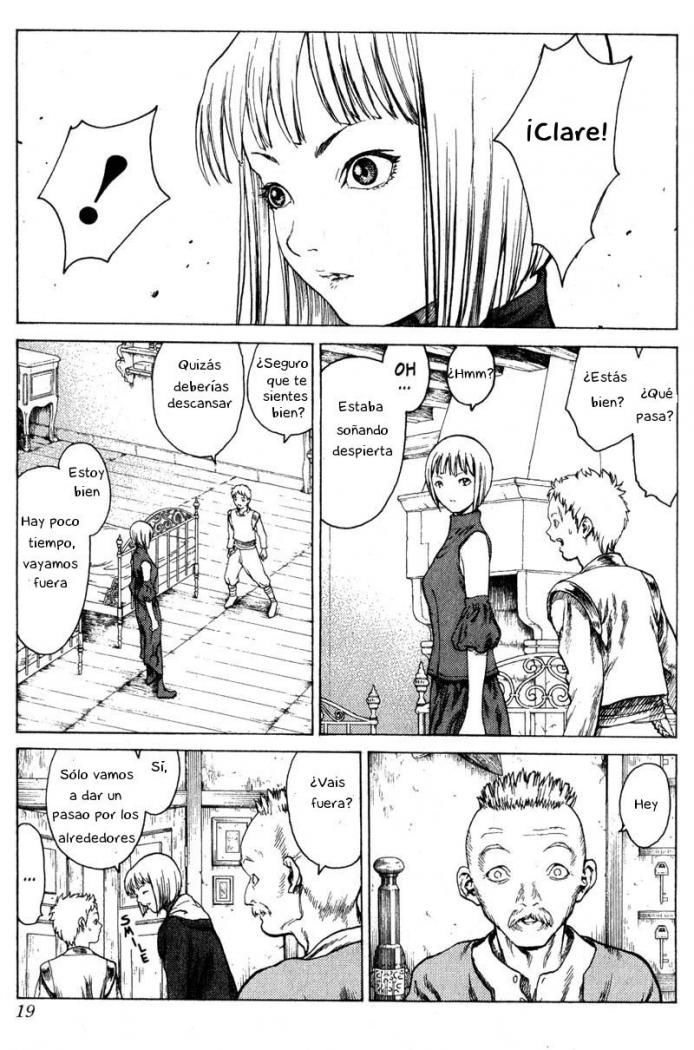 ¡Clare!
!
¿Qué
pasa?
¿Estás
bien?
¿Hmm?
OH
...
Estaba
soñando
despierta
¿Seguro
que te
sientes
bien?
Quizás
deberías
descansar
Estoy
bien
Hay poco
tiempo,
vayamos
fuera
Hey
¿Vais
fuera?
Sí,
Sólo vamos
a dar un
pasao por los
alrededores
SMILE
...
19